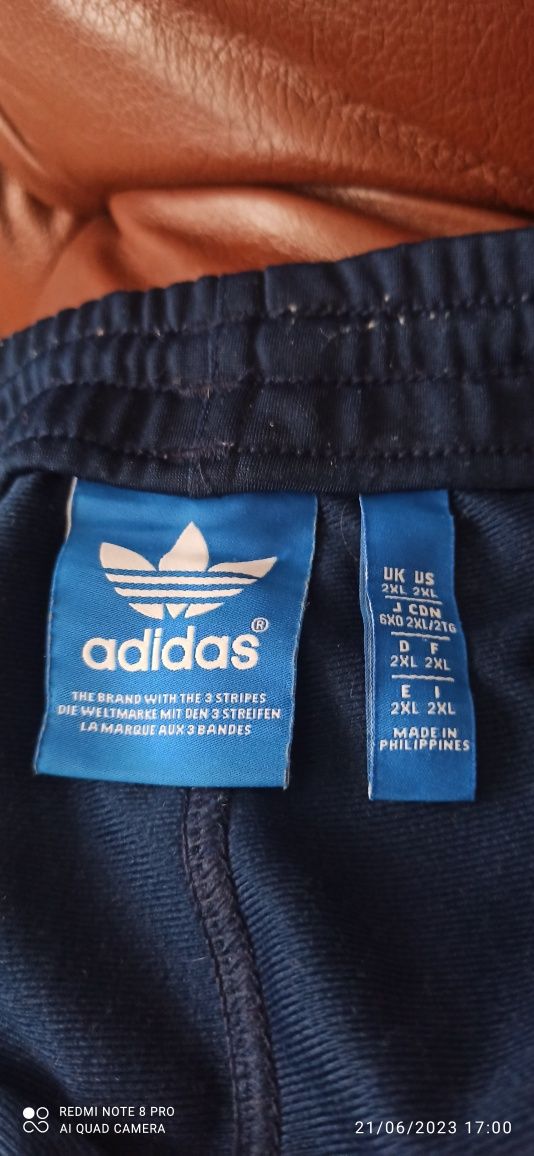 adidas®
THE BRAND WITH THE 3 STRIPES
DIE WELTMARKE MIT DEN 3 STREIFEN
LA MARQUE AUX 3 BANDES
UK US
2XL 2XL
J CDN
6XO 2XL/2TG
D F
2XL 2XL
E I
2XL 2XL
MADE IN
PHILIPPINES
REDMI NOTE 8 PRO
AI QUAD CAMERA
21/06/2023 17:00